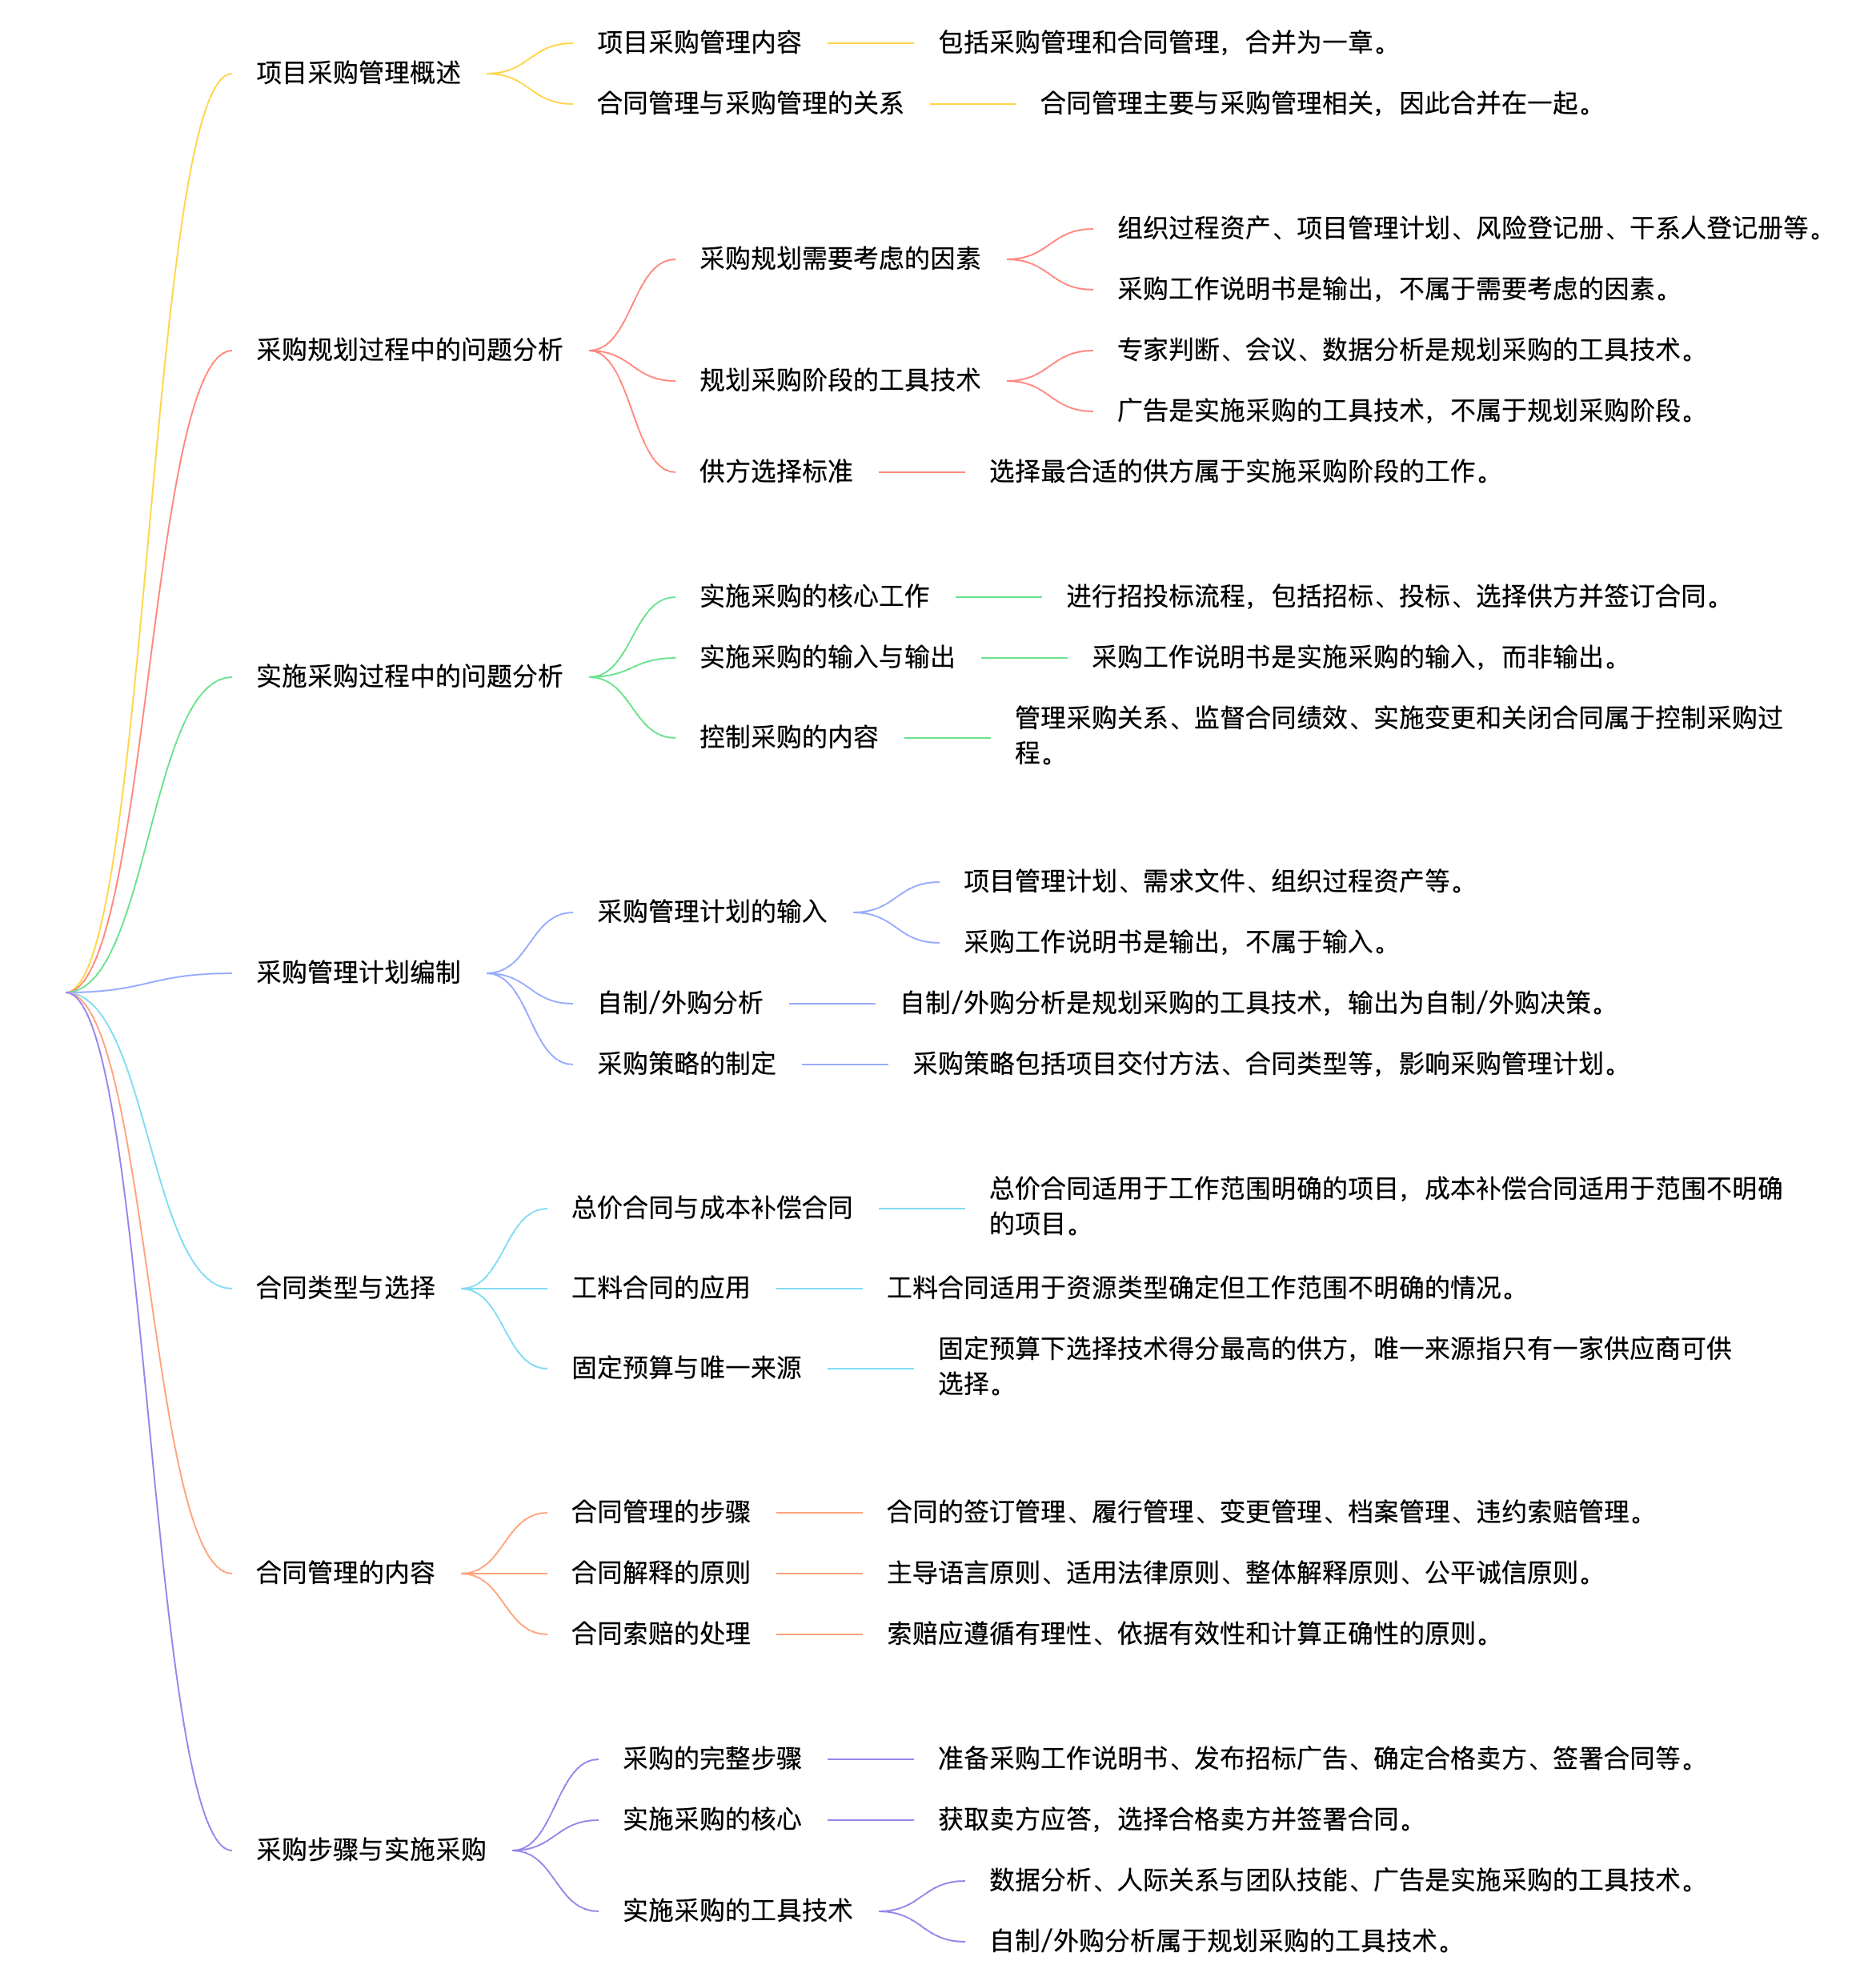 项目采购管理概述
项目采购管理内容
包括采购管理和合同管理，合并为一章。
合同管理与采购管理的关系
合同管理主要与采购管理相关，因此合并在一起。
采购规划过程中的问题分析
采购规划需要考虑的因素
组织过程资产、项目管理计划、风险登记册、干系人登记册等。
采购工作说明书是输出，不属于需要考虑的因素。
规划采购阶段的工具技术
专家判断、会议、数据分析是规划采购的工具技术。
广告是实施采购的工具技术，不属于规划采购阶段。
供方选择标准
选择最合适的供方属于实施采购阶段的工作。
实施采购过程中的问题分析
实施采购的核心工作
进行招投标流程，包括招标、投标、选择供方并签订合同。
实施采购的输入与输出
采购工作说明书是实施采购的输入，而非输出。
控制采购的内容
管理采购关系、监督合同绩效、实施变更和关闭合同属于控制采购过
程。
采购管理计划编制
采购管理计划的输入
项目管理计划、需求文件、组织过程资产等。
采购工作说明书是输出，不属于输入。
自制/外购分析
自制/外购分析是规划采购的工具技术，输出为自制/外购决策。
采购策略的制定
采购策略包括项目交付方法、合同类型等，影响采购管理计划。
合同类型与选择
总价合同与成本补偿合同
总价合同适用于工作范围明确的项目，成本补偿合同适用于范围不明确
的项目。
工料合同的应用
工料合同适用于资源类型确定但工作范围不明确的情况。
固定预算与唯一来源
固定预算下选择技术得分最高的供方，唯一来源指只有一家供应商可供
选择。
合同管理的内容
合同管理的步骤
合同的签订管理、履行管理、变更管理、档案管理、违约索赔管理。
合同解释的原则
主导语言原则、适用法律原则、整体解释原则、公平诚信原则。
合同索赔的处理
索赔应遵循有理性、依据有效性和计算正确性的原则。
采购步骤与实施采购
采购的完整步骤
准备采购工作说明书、发布招标广告、确定合格卖方、签署合同等。
实施采购的核心
获取卖方应答，选择合格卖方并签署合同。
实施采购的工具技术
数据分析、人际关系与团队技能、广告是实施采购的工具技术。
自制/外购分析属于规划采购的工具技术。